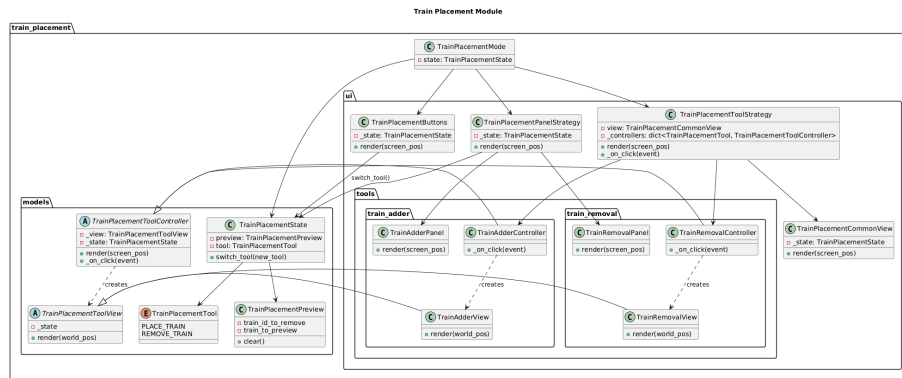 Train Placement Module
train_placement
C TrainPlacementMode
state: TrainPlacementState
ui
C TrainPlacementButtons
_state: TrainPlacementState
render(screen_pos)
C TrainPlacementPanelStrategy
_state: TrainPlacementState
render(screen_pos)
C TrainPlacementToolStrategy
view: TrainPlacementCommonView
_controllers: dict<TrainPlacementTool, TrainPlacementToolController>
render(screen_pos)
_on_click(event)
switch_tool()
models
A TrainPlacementToolController
_view: TrainPlacementToolView
_state: TrainPlacementState
render(screen_pos)
_on_click(event)
C TrainPlacementState
preview: TrainPlacementPreview
tool: TrainPlacementTool
switch_tool(new_tool)
tools
train_adder
C TrainAdderPanel
render(screen_pos)
C TrainAdderController
_on_click(event)
train_removal
C TrainRemovalPanel
render(screen_pos)
C TrainRemovalController
_on_click(event)
C TrainPlacementCommonView
_state: TrainPlacementState
render(screen_pos)
creates
creates
creates
A TrainPlacementToolView
_state
render(world_pos)
E TrainPlacementTool
PLACE_TRAIN
REMOVE_TRAIN
C TrainPlacementPreview
train_id_to_remove
train_to_preview
clear()
C TrainAdderView
render(world_pos)
C TrainRemovalView
render(world_pos)